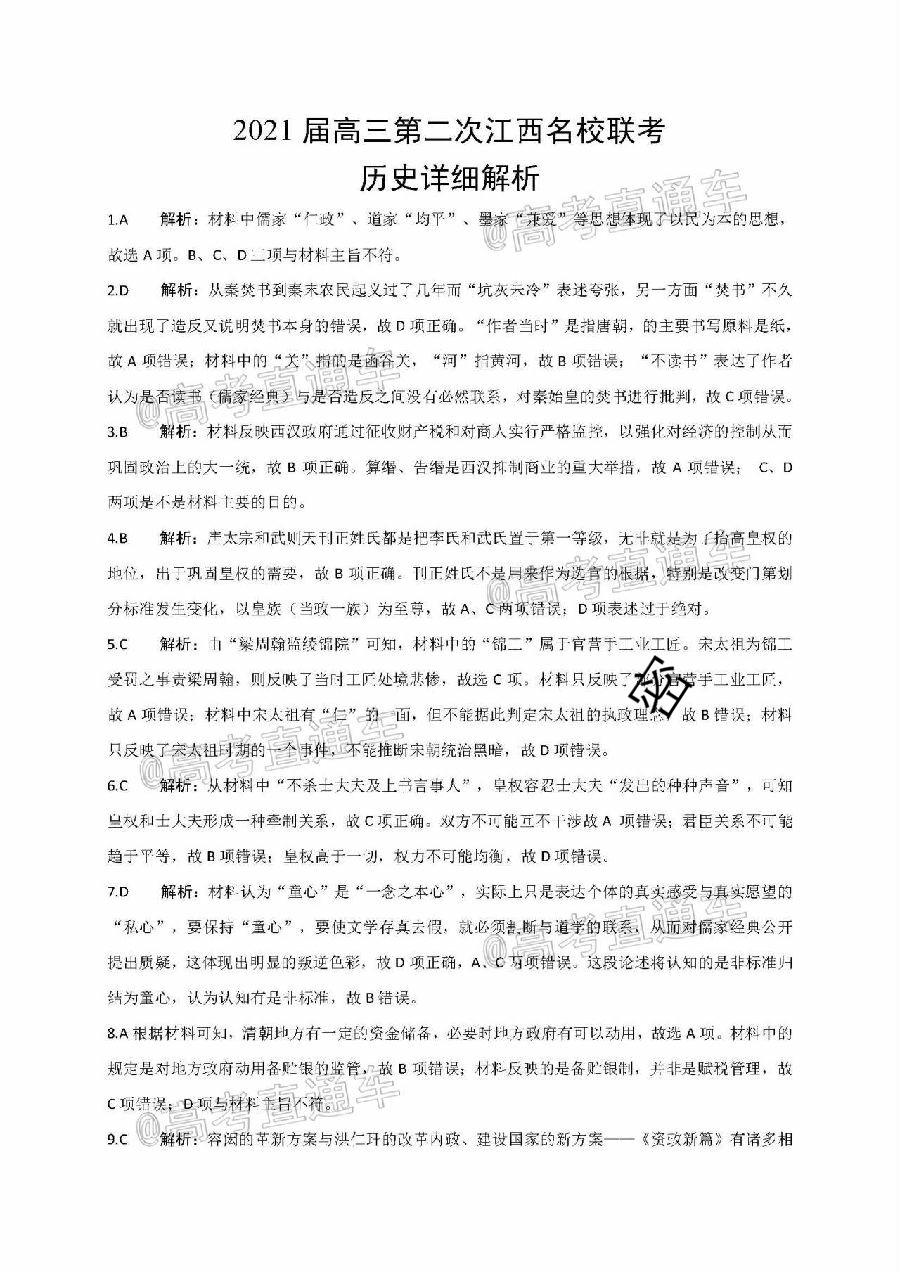 2021 届高三第二次江西名校联考
历史详细解析
1.A 解析：材料中儒家“仁政”、道家“均平”、墨家“兼爱”等思想体现了以民为本的思想，
故选 A 项。B、C、D 三项与材料主旨不符。
2.D 解析：从秦焚书到秦末农民起义过了几年而“坑灰未冷”表述夸张，另一方面“焚书”不久
就出现了造反又说明焚书本身的错误，故 D 项正确。“作者当时”是指唐朝，的主要书写原料是纸，
故 A 项错误；材料中的“关”指的是函谷关，“河”指黄河，故 B 项错误；“不读书”表达了作者
认为是否读书（儒家经典）与是否造反之间没有必然联系，对秦始皇的焚书进行批判，故 C 项错误。
3.B 解析：材料反映西汉政府通过征收财产税和对商人实行严格监控，以强化对经济的控制从而
巩固政治上的大一统，故 B 项正确。算缗、告缗是西汉抑制商业的重大举措，故 A 项错误； C、D
两项是不是材料主要的目的。
4.B 解析：唐太宗和武则天刊正姓氏都是把李氏和武氏置于第一等级，无非就是为了抬高皇权的
地位，出于巩固皇权的需要，故 B 项正确。刊正姓氏不是用来作为选官的根据，特别是改变门第划
分标准发生变化，以皇族（当政一族）为至尊，故 A、C 两项错误；D 项表述过于绝对。
5.C 解析：由“梁周翰监绫锦院”可知，材料中的“锦工”属于官营手工业工匠。宋太祖为锦工
受罚之事责梁周翰，则反映了当时工匠处境悲惨，故选 C 项。材料只反映了 官营手工业工匠，
故 A 项错误；材料中宋太祖有“仁”的一面，但不能据此判定宋太祖的执政理 故 B 错误；材料
只反映了宋太祖时期的一个事件，不能推断宋朝统治黑暗，故 D 项错误。
密
6.C 解析：从材料中“不杀士大夫及上书言事人”，皇权容忍士大夫“发出的种种声音”，可知
皇权和士大夫形成一种牵制关系，故 C 项正确。双方不可能互不干涉故 A 项错误；君臣关系不可能
趋于平等，故 B 项错误；皇权高于一切，权力不可能均衡，故 D 项错误。
7.D 解析：材料认为“童心”是“一念之本心”，实际上只是表达个体的真实感受与真实愿望的
“私心”，要保持“童心”，要使文学存真去假，就必须割断与道学的联系，从而对儒家经典公开
提出质疑，这体现出明显的叛逆色彩，故 D 项正确，A、C 两项错误。这段论述将认知的是非标准归
结为童心，认为认知有是非标准，故 B 错误。
8.A 根据材料可知，清朝地方有一定的资金储备，必要时地方政府有可以动用，故选 A 项。材料中的
规定是对地方政府动用备贮银的监管，故 B 项错误；材料反映的是备贮银制，并非是赋税管理，故
C 项错误；D 项与材料主旨不符。
9.C 解析：容闳的革新方案与洪仁玕的改革内政、建设国家的新方案——《资政新篇》有诸多相
@高考直通车
@高考直通车
@高考直通车
@高考直通车
@高考直通车
@高考直通车